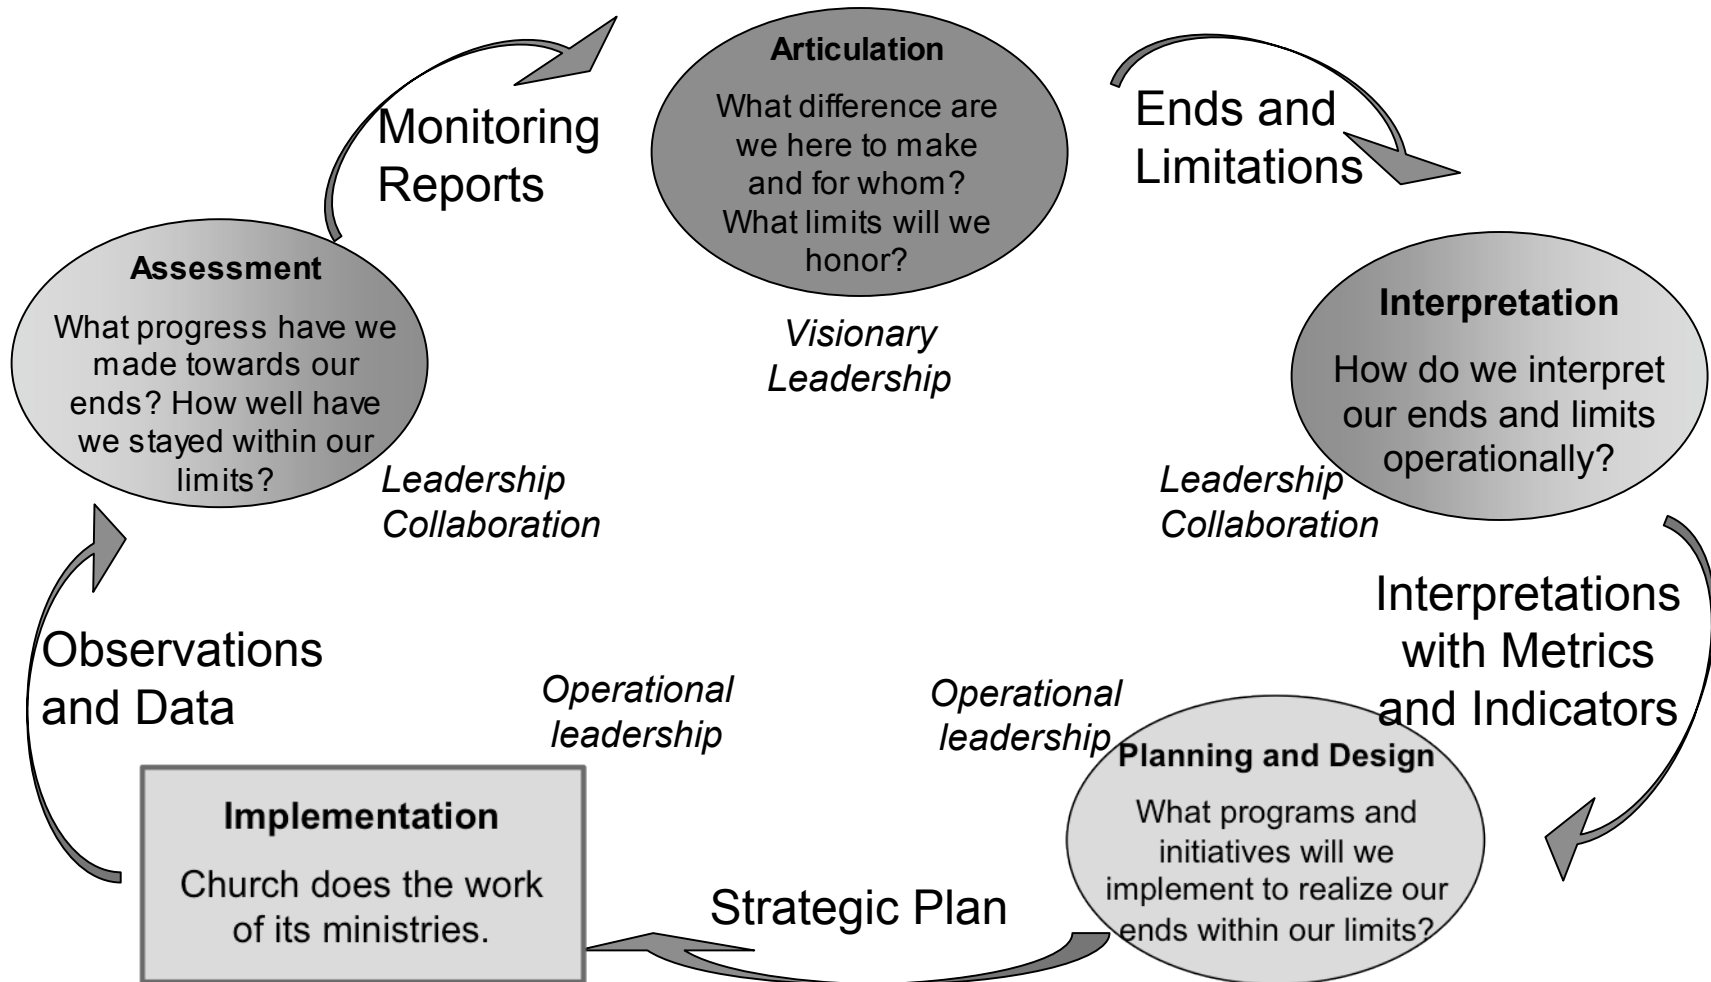 Articulation
What difference are
we here to make
and for whom?
What limits will we
honor?
Visionary
Leadership
Ends and
Limitations
Interpretation
How do we interpret
our ends and limits
operationally?
Leadership
Collaboration
Interpretations
with Metrics
and Indicators
Operational
leadership
Planning and Design
What programs and
initiatives will we
implement to realize our
ends within our limits?
Strategic Plan
Operational
leadership
Implementation
Church does the work
of its ministries.
Observations
and Data
Assessment
What progress have we
made towards our
ends? How well have
we stayed within our
limits?
Leadership
Collaboration
Monitoring
Reports